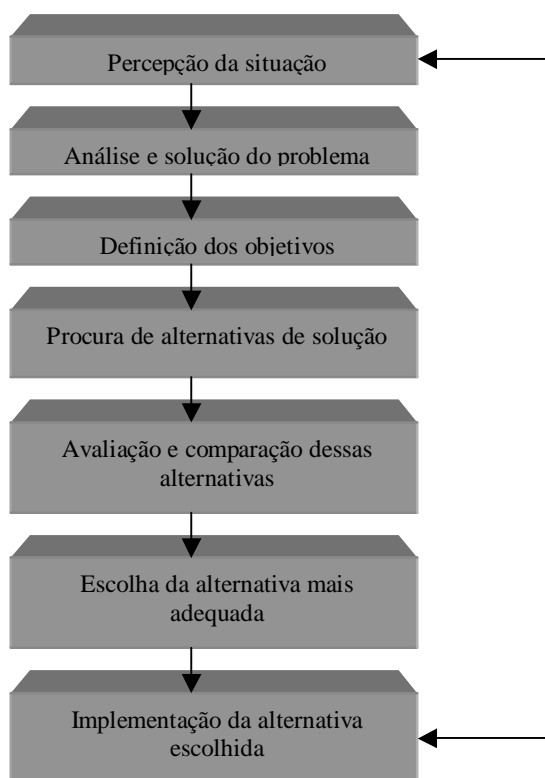 Percepção da situação
Análise e solução do problema
Definição dos objetivos
Procura de alternativas de solução
Avaliação e comparação dessas
alternativas
Escolha da alternativa mais
adequada
Implementação da alternativa
escolhida